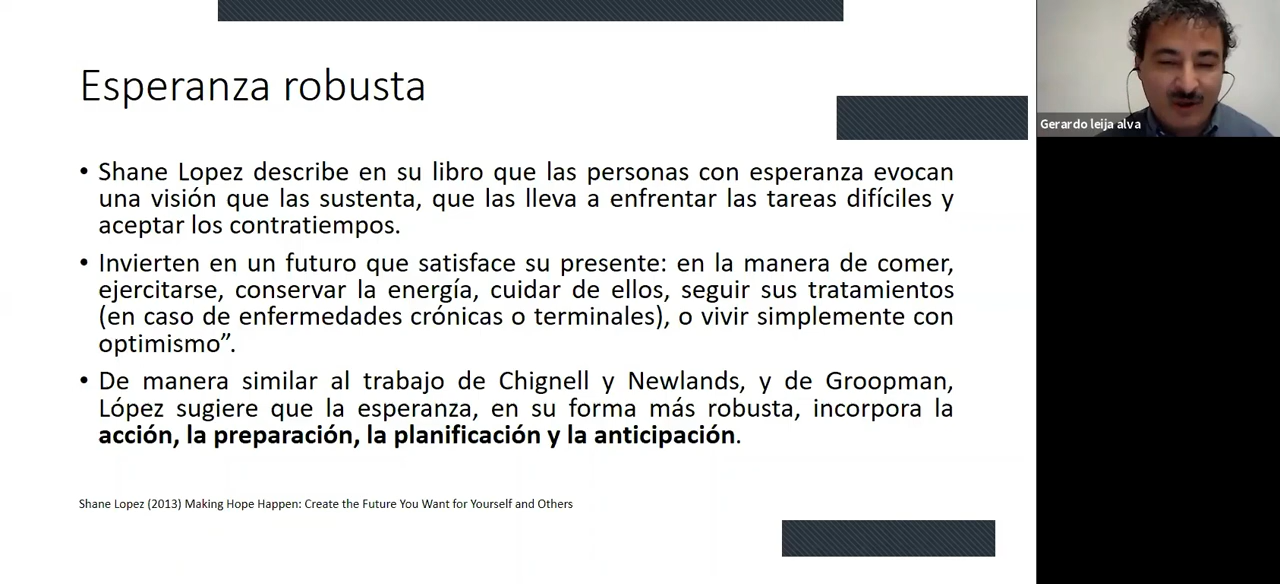 Esperanza robusta
Gerardo leija alva
• Shane Lopez describe en su libro que las personas con esperanza evocan
una visión que las sustenta, que las lleva a enfrentar las tareas difíciles y
aceptar los contratiempos.
• Invierten en un futuro que satisface su presente: en la manera de comer,
ejercitarse, conservar la energía, cuidar de ellos, seguir sus tratamientos
(en caso de enfermedades crónicas o terminales), o vivir simplemente con
optimismo”.
• De manera similar al trabajo de Chignell y Newlands, y de Groopman,
López sugiere que la esperanza, en su forma más robusta, incorpora la
acción, la preparación, la planificación y la anticipación.
Shane Lopez (2013) Making Hope Happen: Create the Future You Want for Yourself and Others